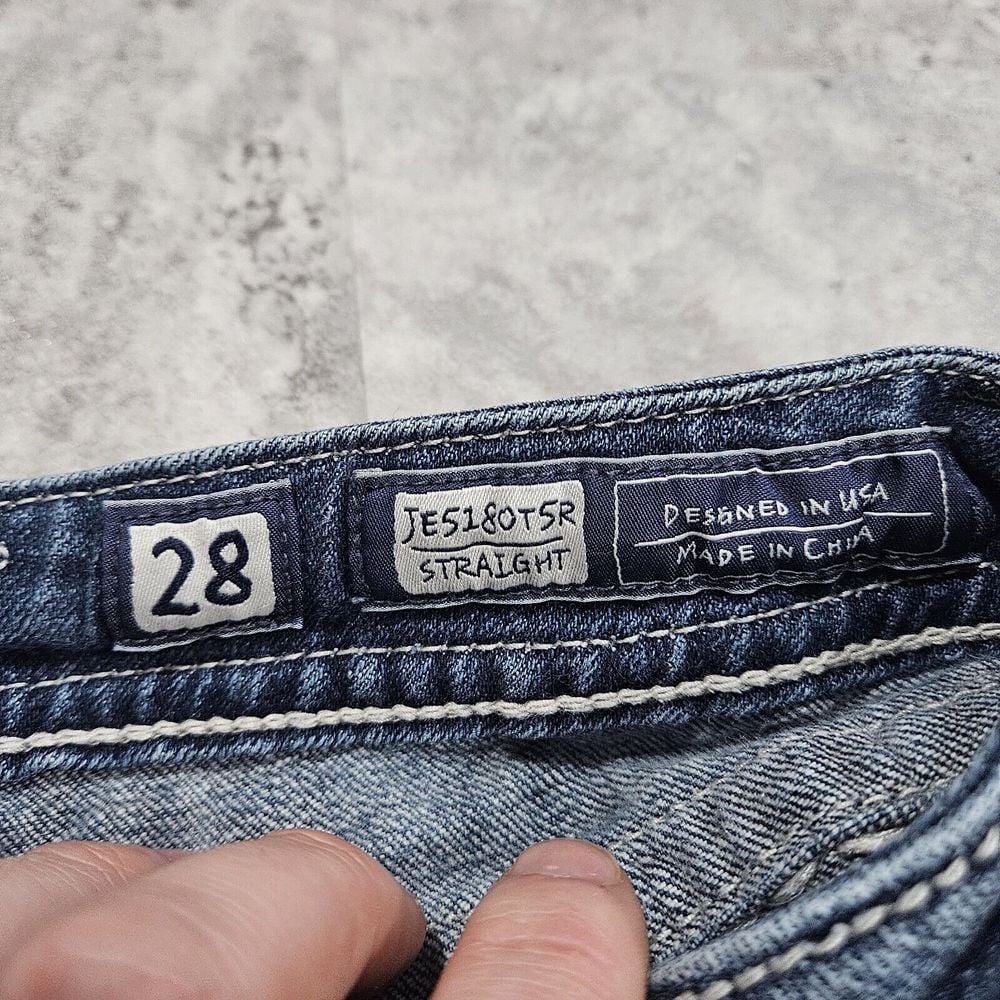 28
JE5180T5R
STRAIGHT
DESIGNED IN USA
MADE IN CHINA